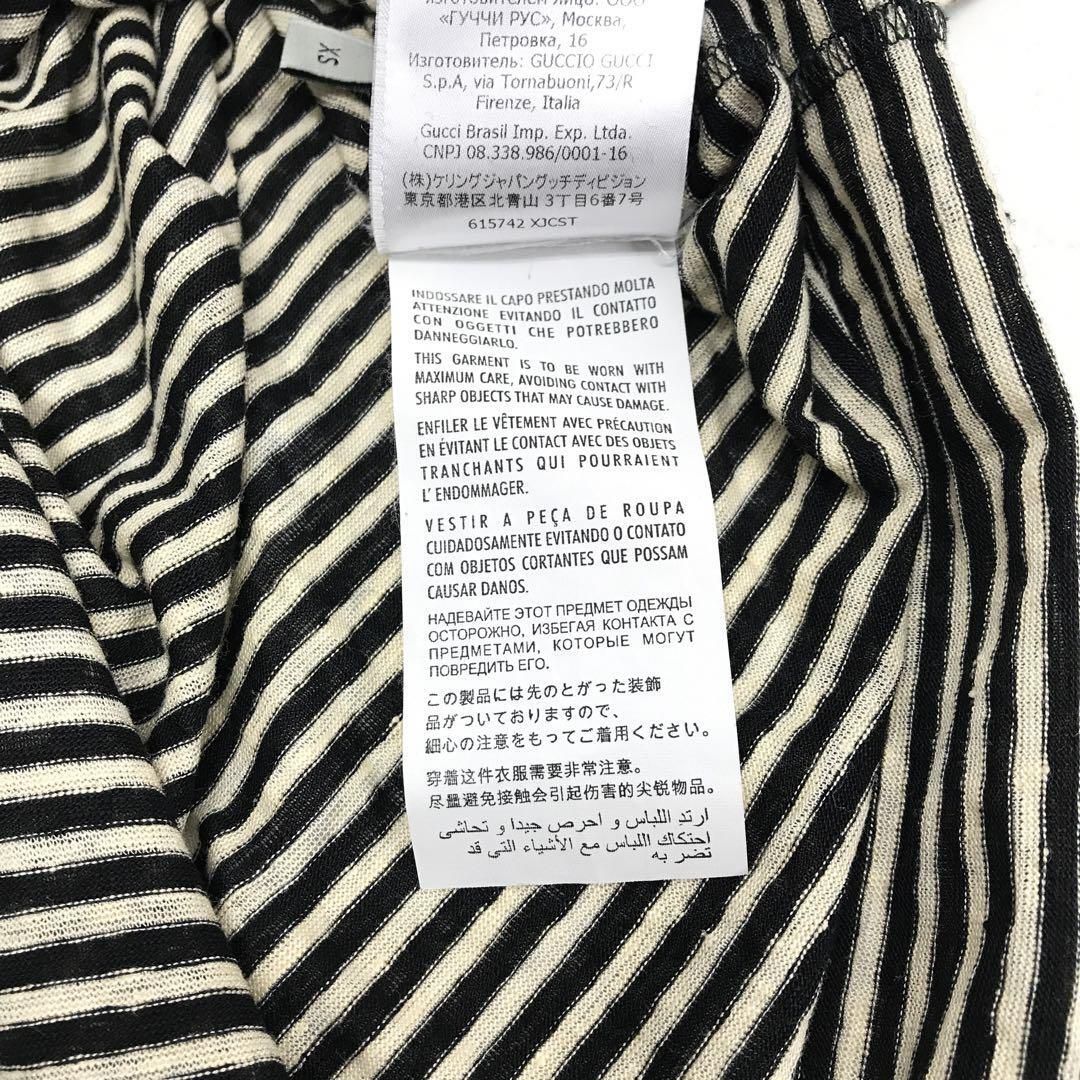 ИЗГОТОВИТЕЛЕМ ЛИЦО: ООО
«ГУЧЧИ РУС», Москва,
Петровка, 16
Изготовитель: GUCCIO GUCCI
S.p.A, via Tornabuoni,73/R
Firenze, Italia
Gucci Brasil Imp. Exp. Ltda.
CNPJ 08.338.986/0001-16
(株)ケリングジャパングッチディビジョン
東京都港区北青山 3丁目6番7号
615742 XJCST
XS
INDOSSARE IL CAPO PRESTANDO MOLTA
ATTENZIONE EVITANDO IL CONTATTO
CON OGGETTI CHE POTREBBERO
DANNEGGIARLO.
THIS GARMENT IS TO BE WORN WITH
MAXIMUM CARE, AVOIDING CONTACT WITH
SHARP OBJECTS THAT MAY CAUSE DAMAGE.
ENFILER LE VÊTEMENT AVEC PRÉCAUTION
EN ÉVITANT LE CONTACT AVEC DES OBJETS
TRANCHANTS QUI POURRAIENT
L' ENDOMMAGER.
VESTIR A PEÇA DE ROUPA
CUIDADOSAMENTE EVITANDO O CONTATO
COM OBJETOS CORTANTES QUE POSSAM
CAUSAR DANOS.
НАДЕВАЙТЕ ЭТОТ ПРЕДМЕТ ОДЕЖДЫ
ОСТОРОЖНО, ИЗБЕГАЯ КОНТАКТА С
ПРЕДМЕТАМИ, КОТОРЫЕ МОГУТ
ПОВРЕДИТЬ ЕГО.
この製品には先のとがった装飾
品がついておりますので、
細心の注意をもってご着用ください。
穿着这件衣服需要非常注意。
尽量避免接触会引起伤害的尖锐物品。
ارتد اللباس و احرص جيدا و تحاشى
احتكاك اللباس مع الأشياء التي قد
تضر به